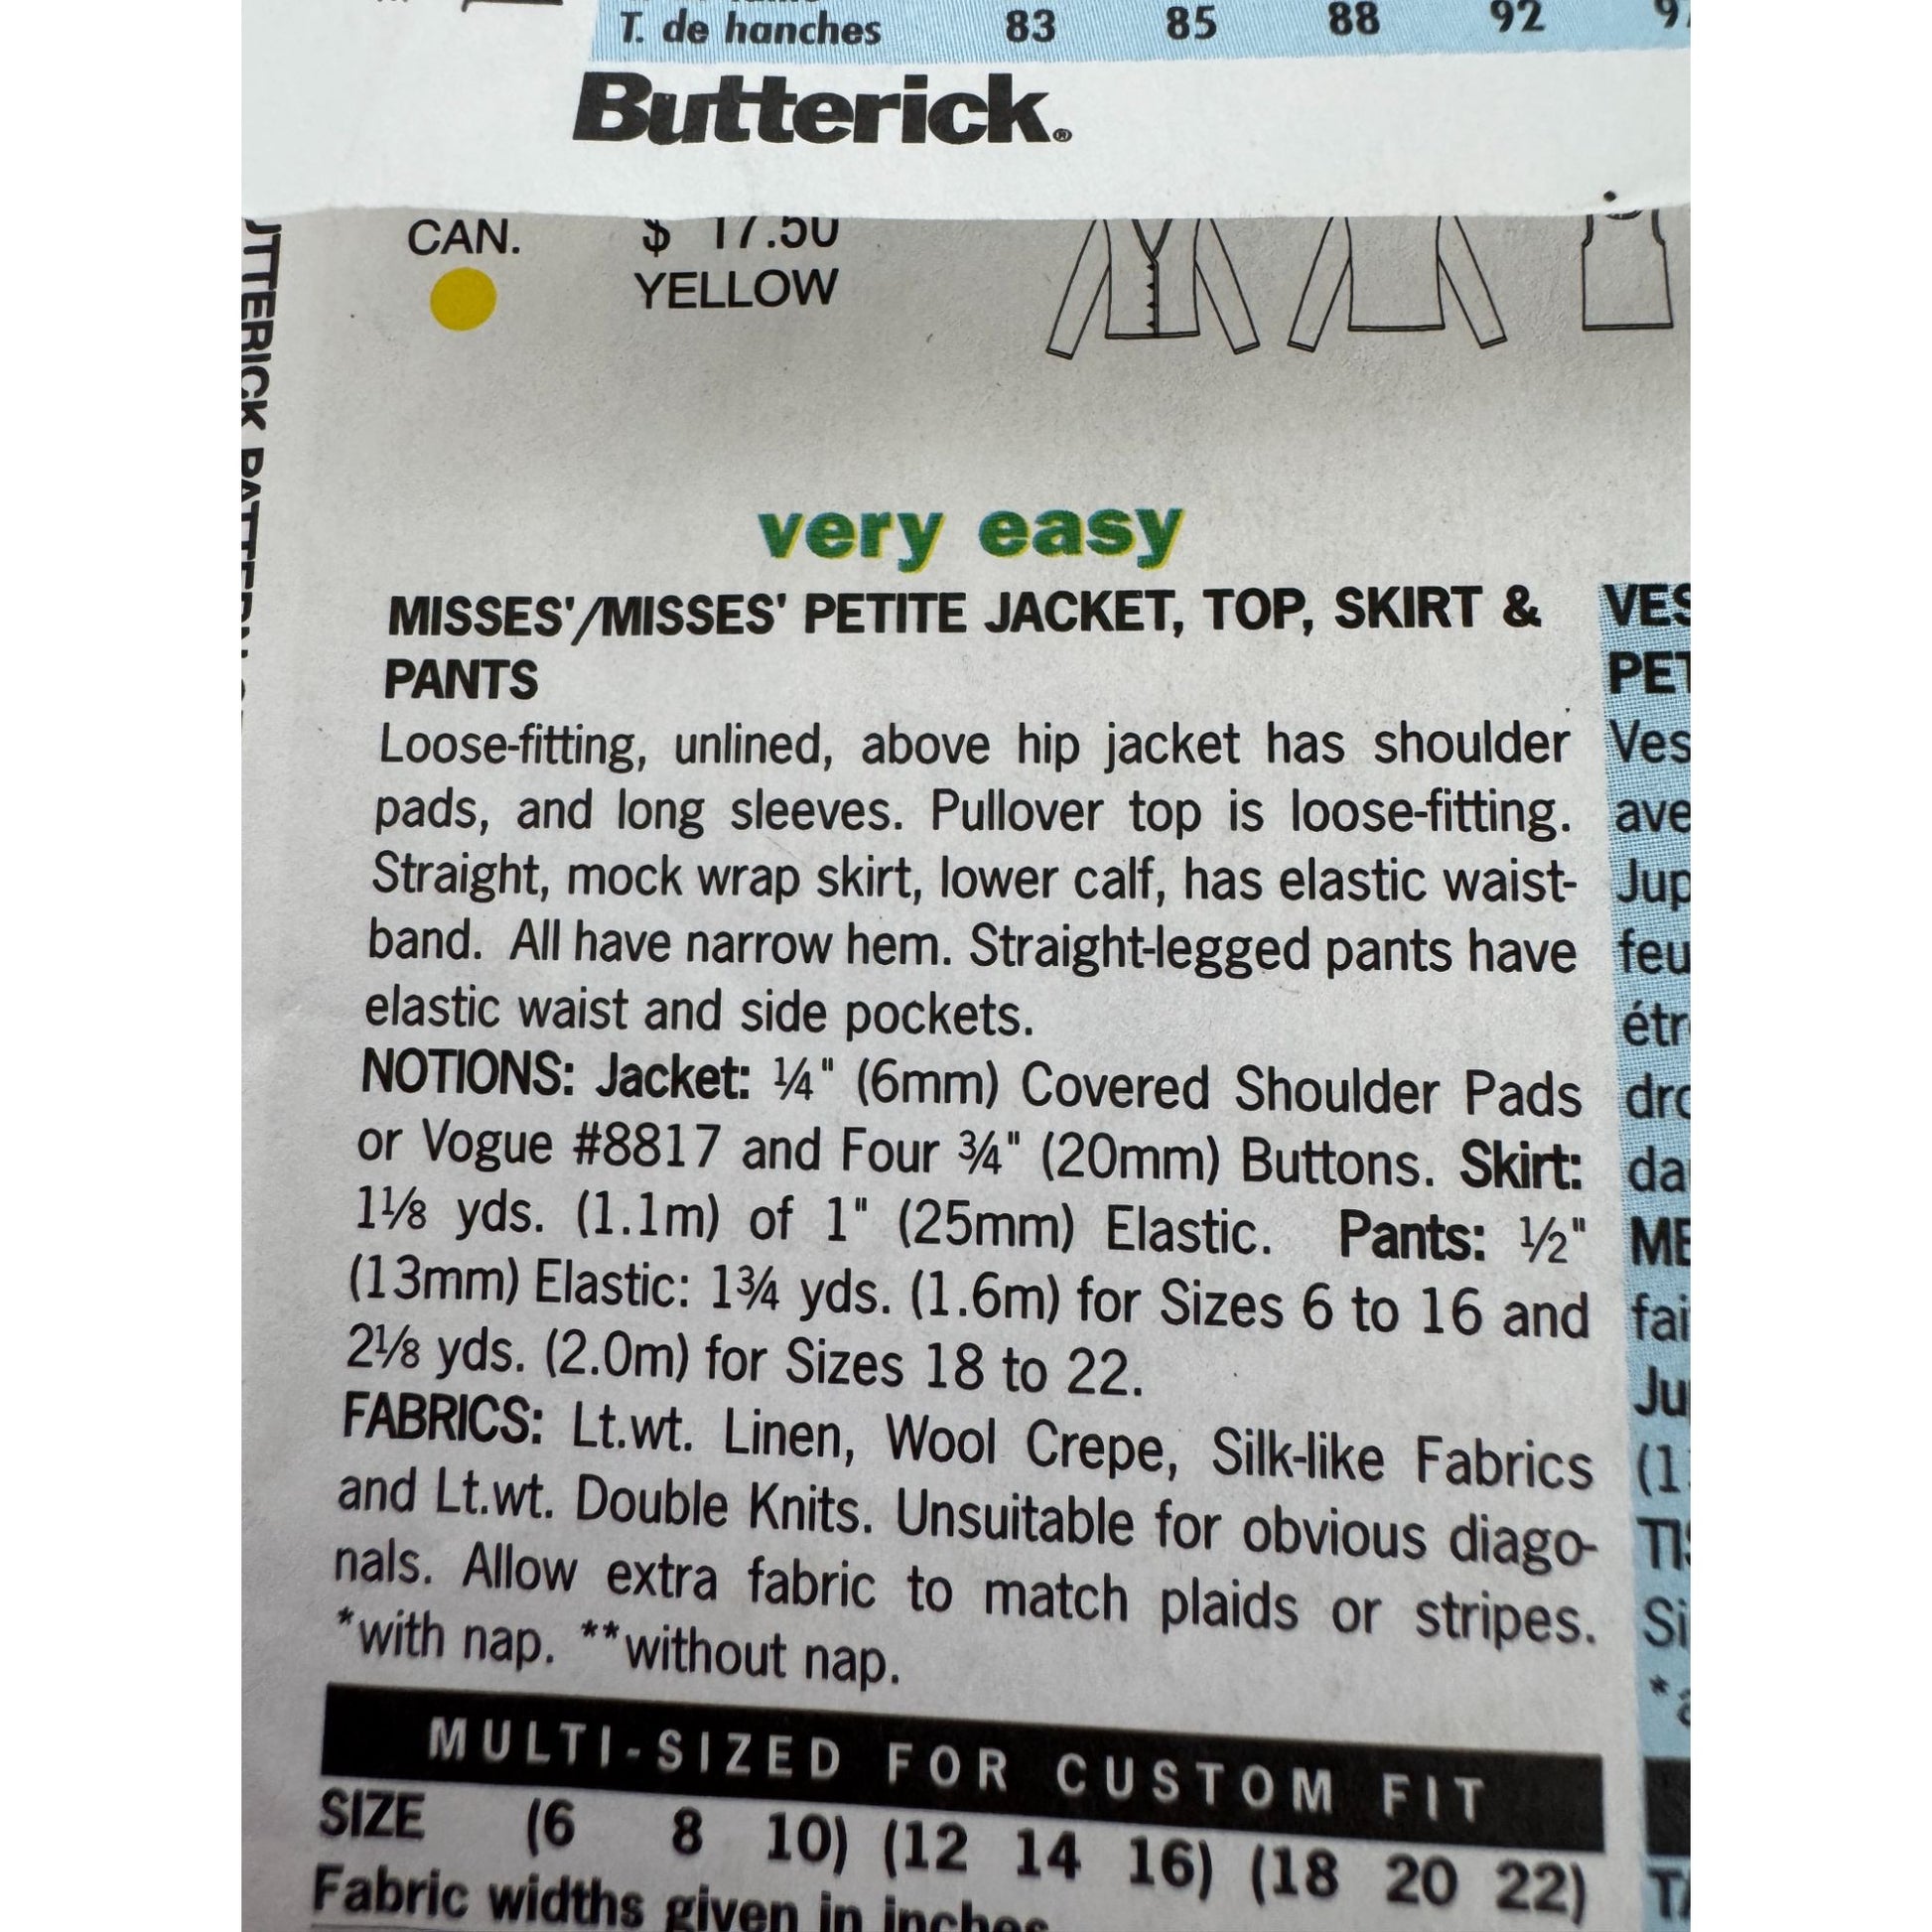 T. de hanches 83 85 88 92
Butterick®
CAN. $ 17.50
YELLOW
very easy
MISSES'/MISSES' PETITE JACKET, TOP, SKIRT &
PANTS
Loose-fitting, unlined, above hip jacket has shoulder
pads, and long sleeves. Pullover top is loose-fitting.
Straight, mock wrap skirt, lower calf, has elastic waist-
band. All have narrow hem. Straight-legged pants have
elastic waist and side pockets.
NOTIONS: Jacket: ¼" (6mm) Covered Shoulder Pads
or Vogue #8817 and Four ¾" (20mm) Buttons. Skirt:
1⅛ yds. (1.1m) of 1" (25mm) Elastic. Pants: ½"
(13mm) Elastic: 1¾ yds. (1.6m) for Sizes 6 to 16 and
2⅛ yds. (2.0m) for Sizes 18 to 22.
FABRICS: Lt.wt. Linen, Wool Crepe, Silk-like Fabrics
and Lt.wt. Double Knits. Unsuitable for obvious diago-
nals. Allow extra fabric to match plaids or stripes.
*with nap. **without nap.
MULTI-SIZED FOR CUSTOM FIT
SIZE (6 8 10) (12 14 16) (18 20 22)
Fabric widths given in inches